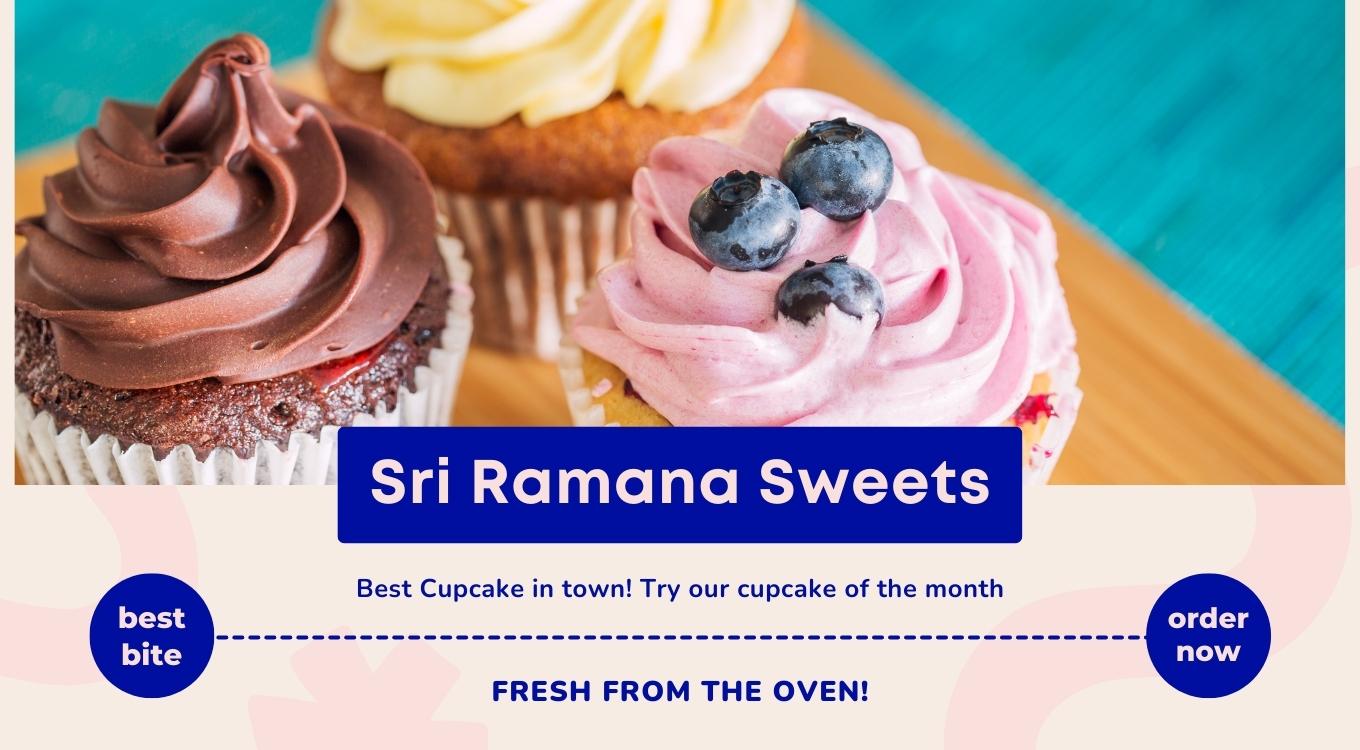 Sri Ramana Sweets
Best Cupcake in town! Try our cupcake of the month
best
bite
order
now
FRESH FROM THE OVEN!